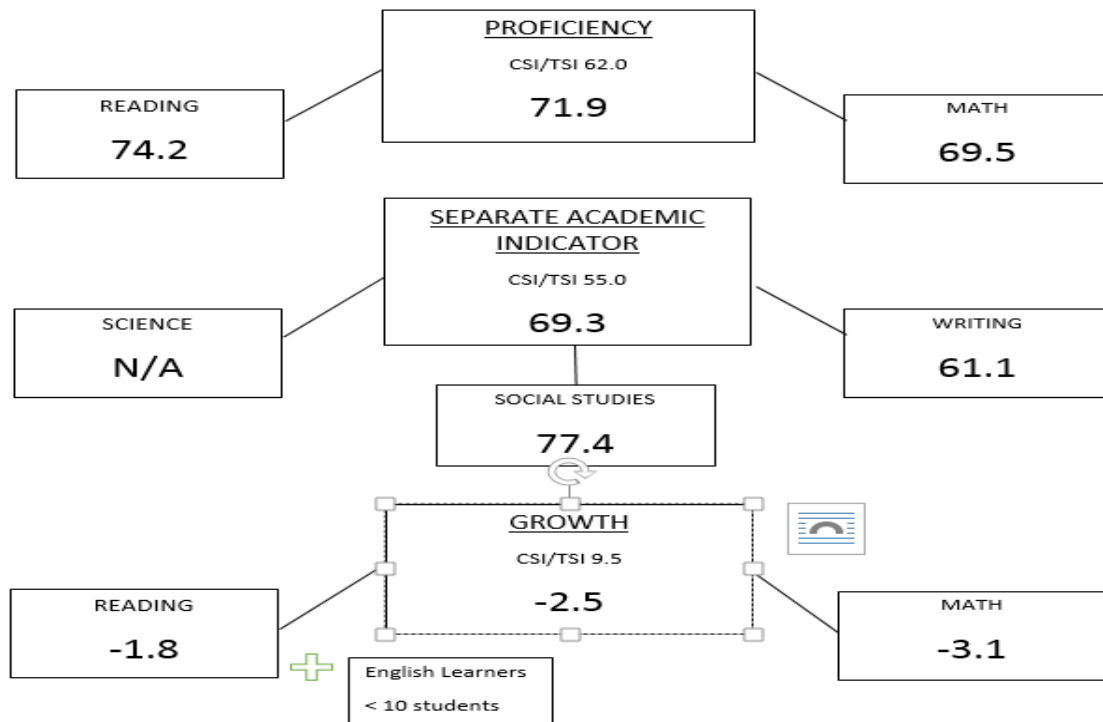 PROFICIENCY
CSI/TSI 62.0
71.9
READING
74.2
MATH
69.5
SEPARATE ACADEMIC
INDICATOR
CSI/TSI 55.0
69.3
SCIENCE
N/A
WRITING
61.1
SOCIAL STUDIES
77.4
GROWTH
CSI/TSI 9.5
-2.5
READING
-1.8
MATH
-3.1
English Learners
< 10 students